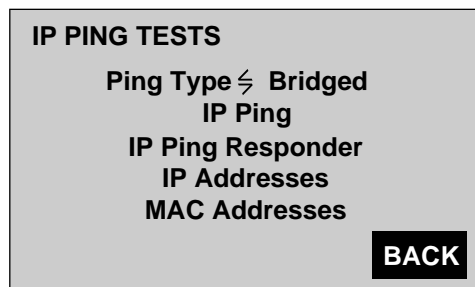 IP PING TESTS
Ping Type ⇋ Bridged
IP Ping
IP Ping Responder
IP Addresses
MAC Addresses
BACK